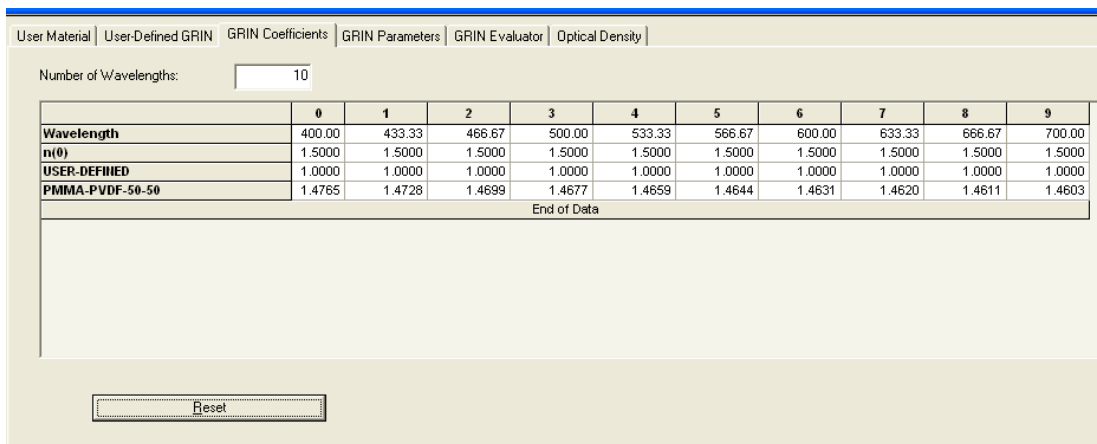 User Material User-Defined GRIN GRIN Coefficients GRIN Parameters GRIN Evaluator Optical Density
Number of Wavelengths: 10
0 1 2 3 4 5 6 7 8 9
Wavelength 400.00 433.33 466.67 500.00 533.33 566.67 600.00 633.33 666.67 700.00
n(0) 1.5000 1.5000 1.5000 1.5000 1.5000 1.5000 1.5000 1.5000 1.5000 1.5000
USER-DEFINED 1.0000 1.0000 1.0000 1.0000 1.0000 1.0000 1.0000 1.0000 1.0000 1.0000
PMMA-PVDF-50-50 1.4765 1.4728 1.4699 1.4677 1.4659 1.4644 1.4631 1.4620 1.4611 1.4603
End of Data
Reset